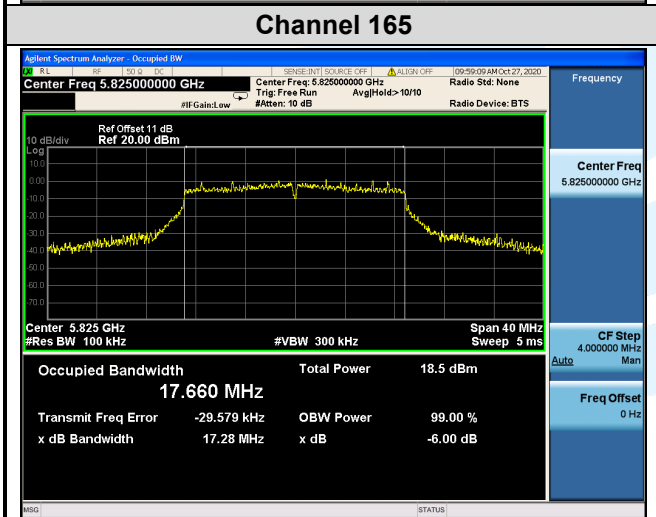 Channel 165
Agilent Spectrum Analyzer - Occupied BW
RL RF 50 Ω DC SENSE:INT SOURCE OFF ALIGN OFF 09:59:09 AM Oct 27, 2020
Center Freq 5.825000000 GHz
Center Freq: 5.825000000 GHz
Radio Std: None
Trig: Free Run Avg|Hold:>10/10
#IFGain:Low #Atten: 10 dB Radio Device: BTS
Frequency
Ref Offset 11 dB
10 dB/div Ref 20.00 dBm
Log
10.0
0.00
-10.0
-20.0
-30.0
-40.0
-50.0
-60.0
-70.0
Center Freq
5.825000000 GHz
Center 5.825 GHz Span 40 MHz
#Res BW 100 kHz #VBW 300 kHz Sweep 5 ms
CF Step
4.000000 MHz
Auto Man
Occupied Bandwidth Total Power 18.5 dBm
17.660 MHz
Transmit Freq Error -29.579 kHz OBW Power 99.00 %
x dB Bandwidth 17.28 MHz x dB -6.00 dB
Freq Offset
0 Hz
MSG STATUS